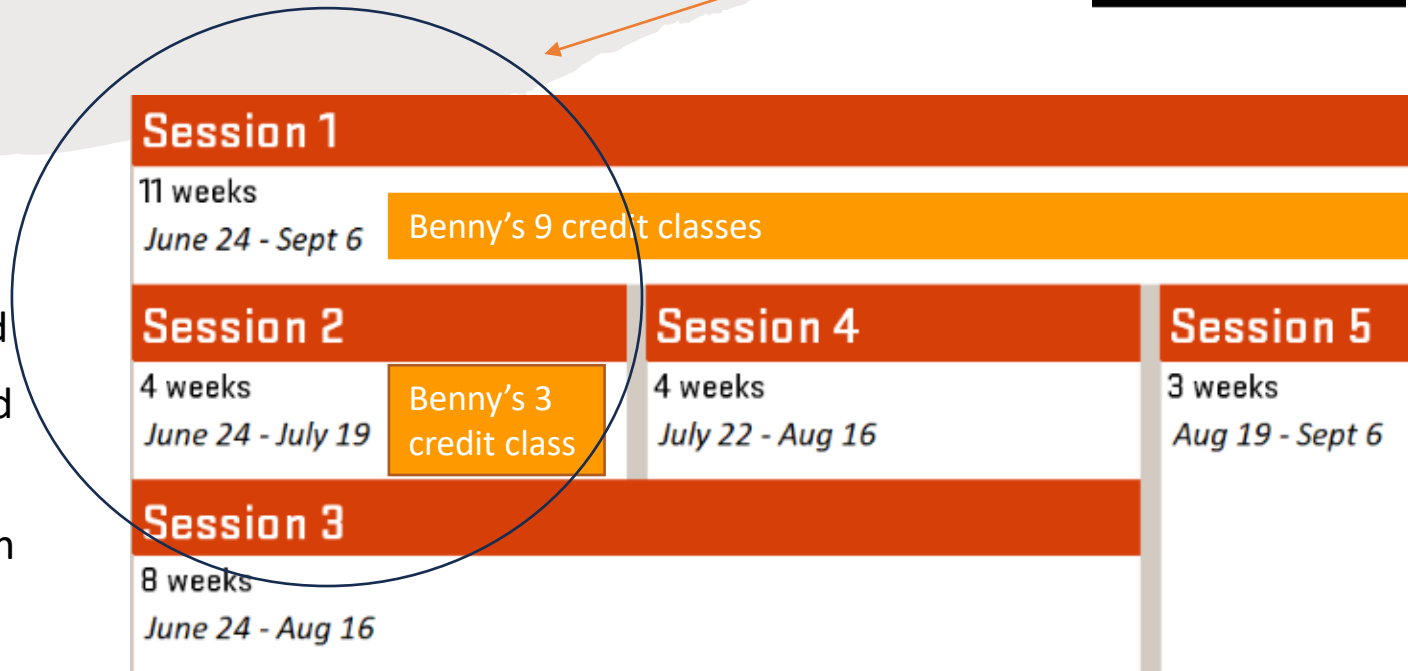 Session 1
11 weeks
June 24 - Sept 6
Benny's 9 credit classes
Session 2
4 weeks
June 24 - July 19
Benny's 3
credit class
Session 4
4 weeks
July 22 - Aug 16
Session 5
3 weeks
Aug 19 - Sept 6
Session 3
8 weeks
June 24 - Aug 16